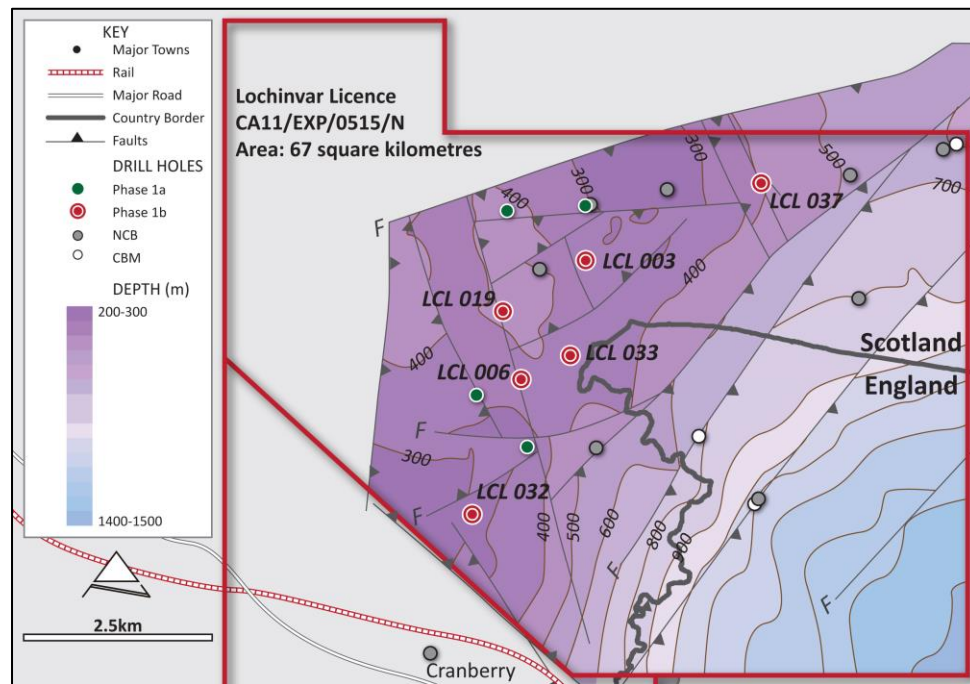 KEY
Major Towns
Rail
Major Road
Country Border
Faults
DRILL HOLES
Phase 1a
Phase 1b
NCB
CBM
DEPTH (m)
200-300
1400-1500
2.5km
Lochinvar Licence
CA11/EXP/0515/N
Area: 67 square kilometres
300
500
700
400
300
F
LCL 037
LCL 003
400
LCL 019
Scotland
England
LCL 033
400
LCL 006
F
300
LCL 032
F
400
500
600
800
900
F
F
Cranberry